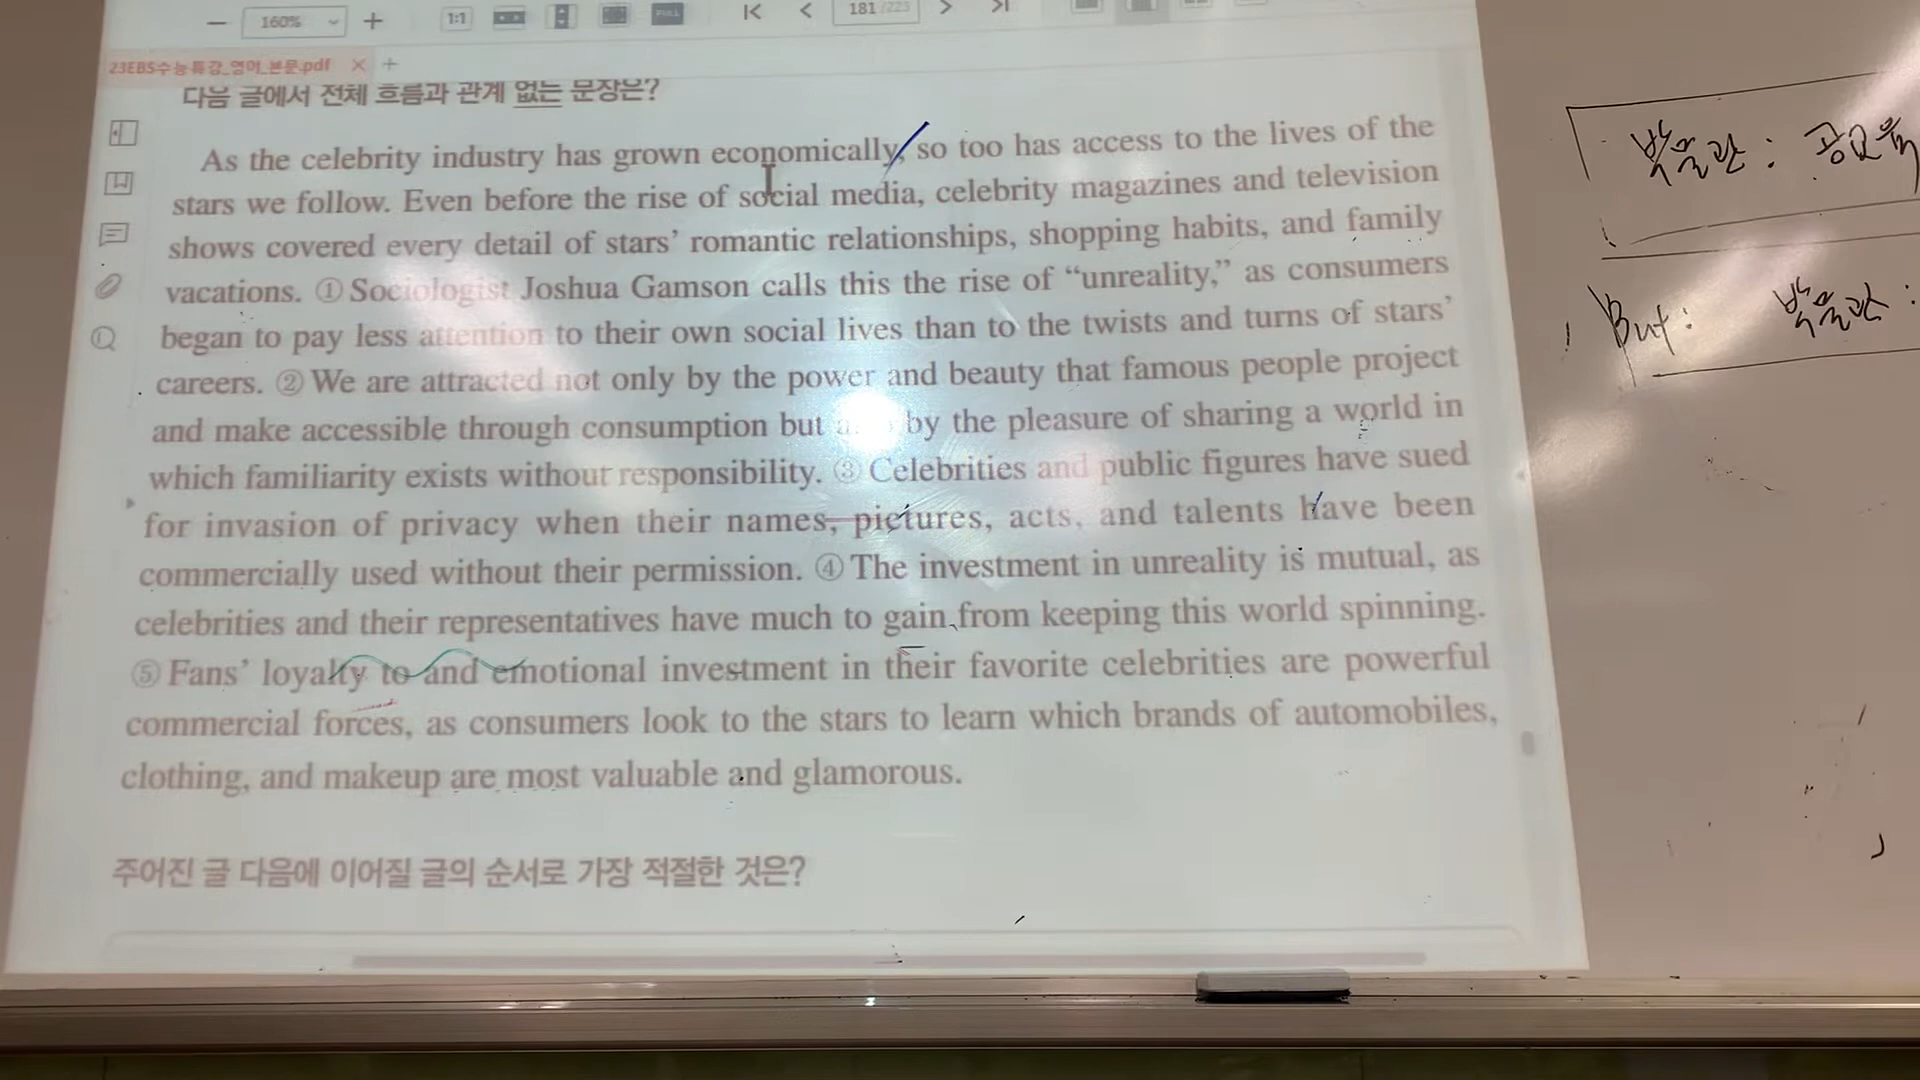 160%
1:1
FULL
181 /223
23EBS수능특강_영어_본문.pdf
다음 글에서 전체 흐름과 관계 없는 문장은?
As the celebrity industry has grown economically, so too has access to the lives of the
stars we follow. Even before the rise of social media, celebrity magazines and television
shows covered every detail of stars’ romantic relationships, shopping habits, and family
vacations. ① Sociologist Joshua Gamson calls this the rise of “unreality,” as consumers
began to pay less attention to their own social lives than to the twists and turns of stars’
careers. ② We are attracted not only by the power and beauty that famous people project
and make accessible through consumption but by the pleasure of sharing a world in
which familiarity exists without responsibility. ③ Celebrities and public figures have sued
for invasion of privacy when their names, pictures, acts, and talents have been
commercially used without their permission. ④ The investment in unreality is mutual, as
celebrities and their representatives have much to gain from keeping this world spinning.
⑤ Fans’ loyalty to and emotional investment in their favorite celebrities are powerful
commercial forces, as consumers look to the stars to learn which brands of automobiles,
clothing, and makeup are most valuable and glamorous.
주어진 글 다음에 이어질 글의 순서로 가장 적절한 것은?
But: